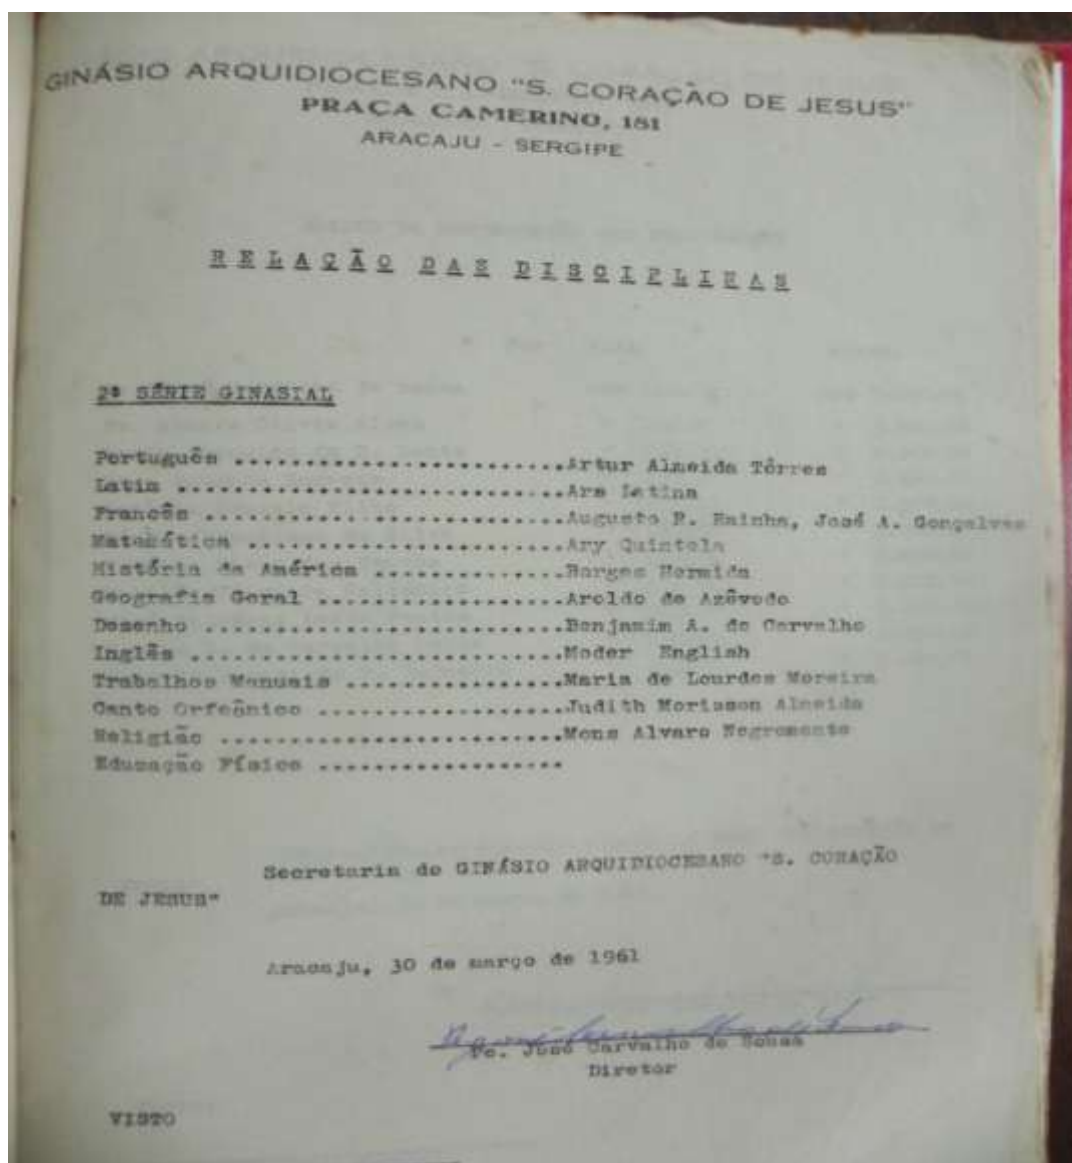 GINÁSIO ARQUIDIOCESANO "S. CORAÇÃO DE JESUS"
PRAÇA CAMERINO, 181
ARACAJU - SERGIPE
RELAÇÃO DAS DISCIPLINAS
2ª SÉRIE GINASIAL
Português ..........................Artur Almeida Tôrres
Latim ..............................Ars Latina
Francês ............................Augusto R. Rainha, José A. Gonçalves
Matemática .........................Ary Quintela
História da América ...............Borges Hermida
Geografia Geral ...................Aroldo de Azêvedo
Desenho ............................Benjamim A. de Carvalho
Inglês .............................Moder English
Trabalhos Manuais .................Maria de Lourdes Moreira
Canto Orfeônico ...................Judith Morisson Almeida
Religião ...........................Mons Alvaro Negromonte
Educação Física ...................
Secretaria do GINÁSIO ARQUIDIOCESANO "S. CORAÇÃO
DE JESUS"
Aracaju, 30 de março de 1961
Pe. José Carvalho de Sousa
Diretor
VISTO